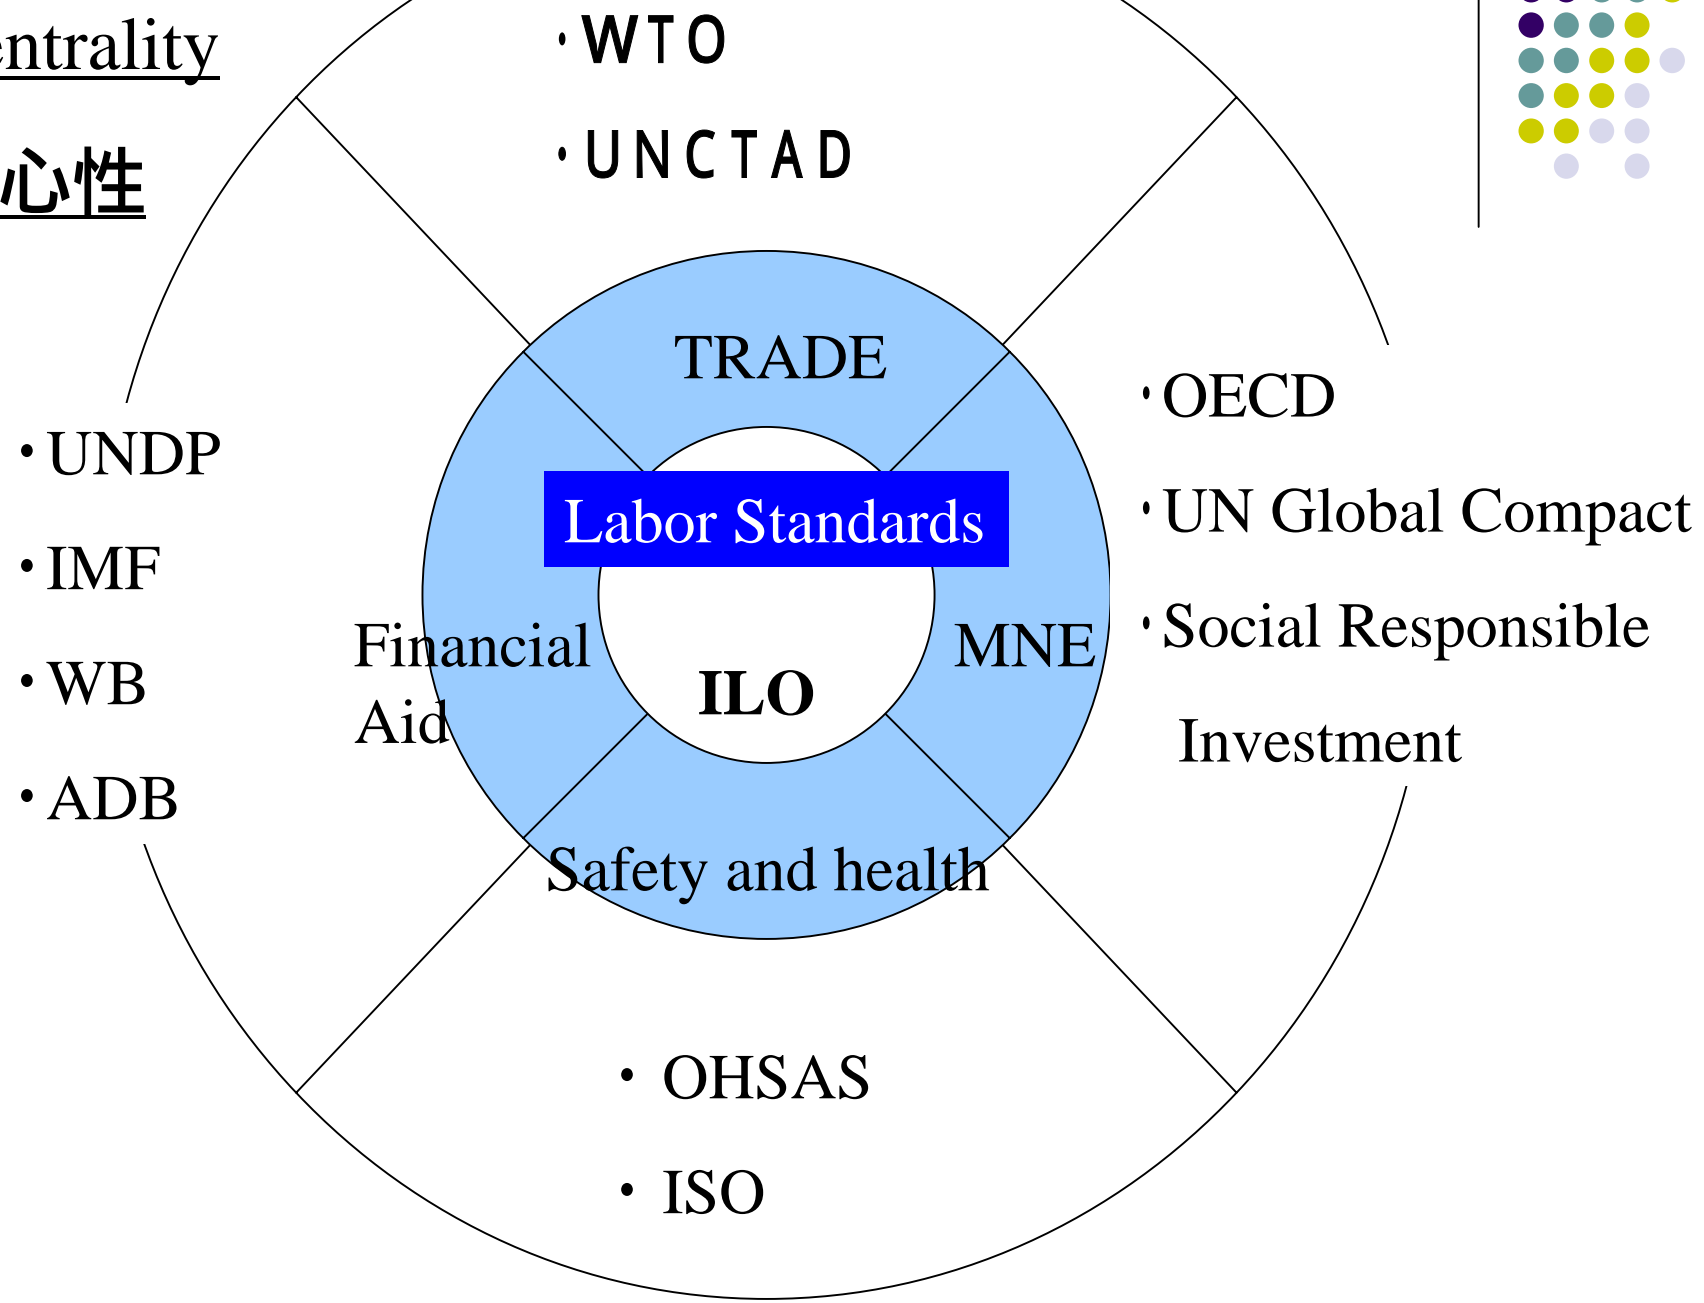 entrality
心性
・WTO
・UNCTAD
TRADE
・OECD
・UN Global Compact
・Social Responsible
Investment
・UNDP
・IMF
・WB
・ADB
Labor Standards
Financial
Aid
MNE
ILO
Safety and health
・ OHSAS
・ ISO